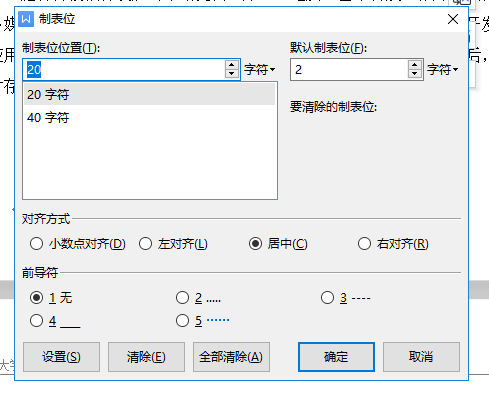 制表位
制表位位置(T):
默认制表位(F):
20
字符
2
字符
20 字符
40 字符
要清除的制表位:
对齐方式
小数点对齐(D)
左对齐(L)
居中(C)
右对齐(R)
前导符
1 无
2 .....
3 ----
4 ___
5 ······
设置(S)
清除(E)
全部清除(A)
确定
取消